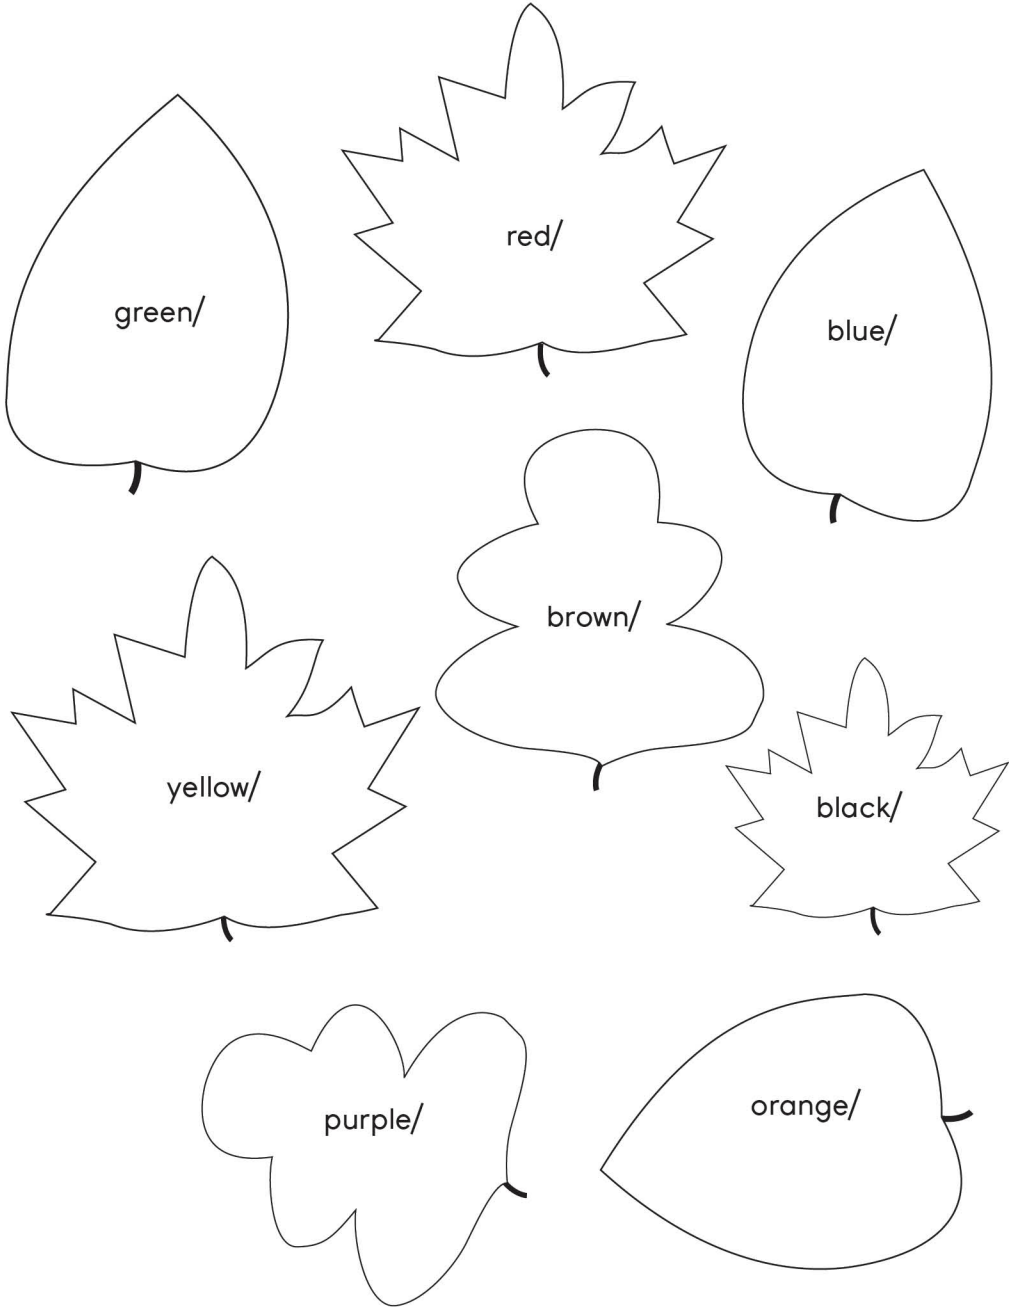 red/
green/
blue/
brown/
yellow/
black/
purple/
orange/